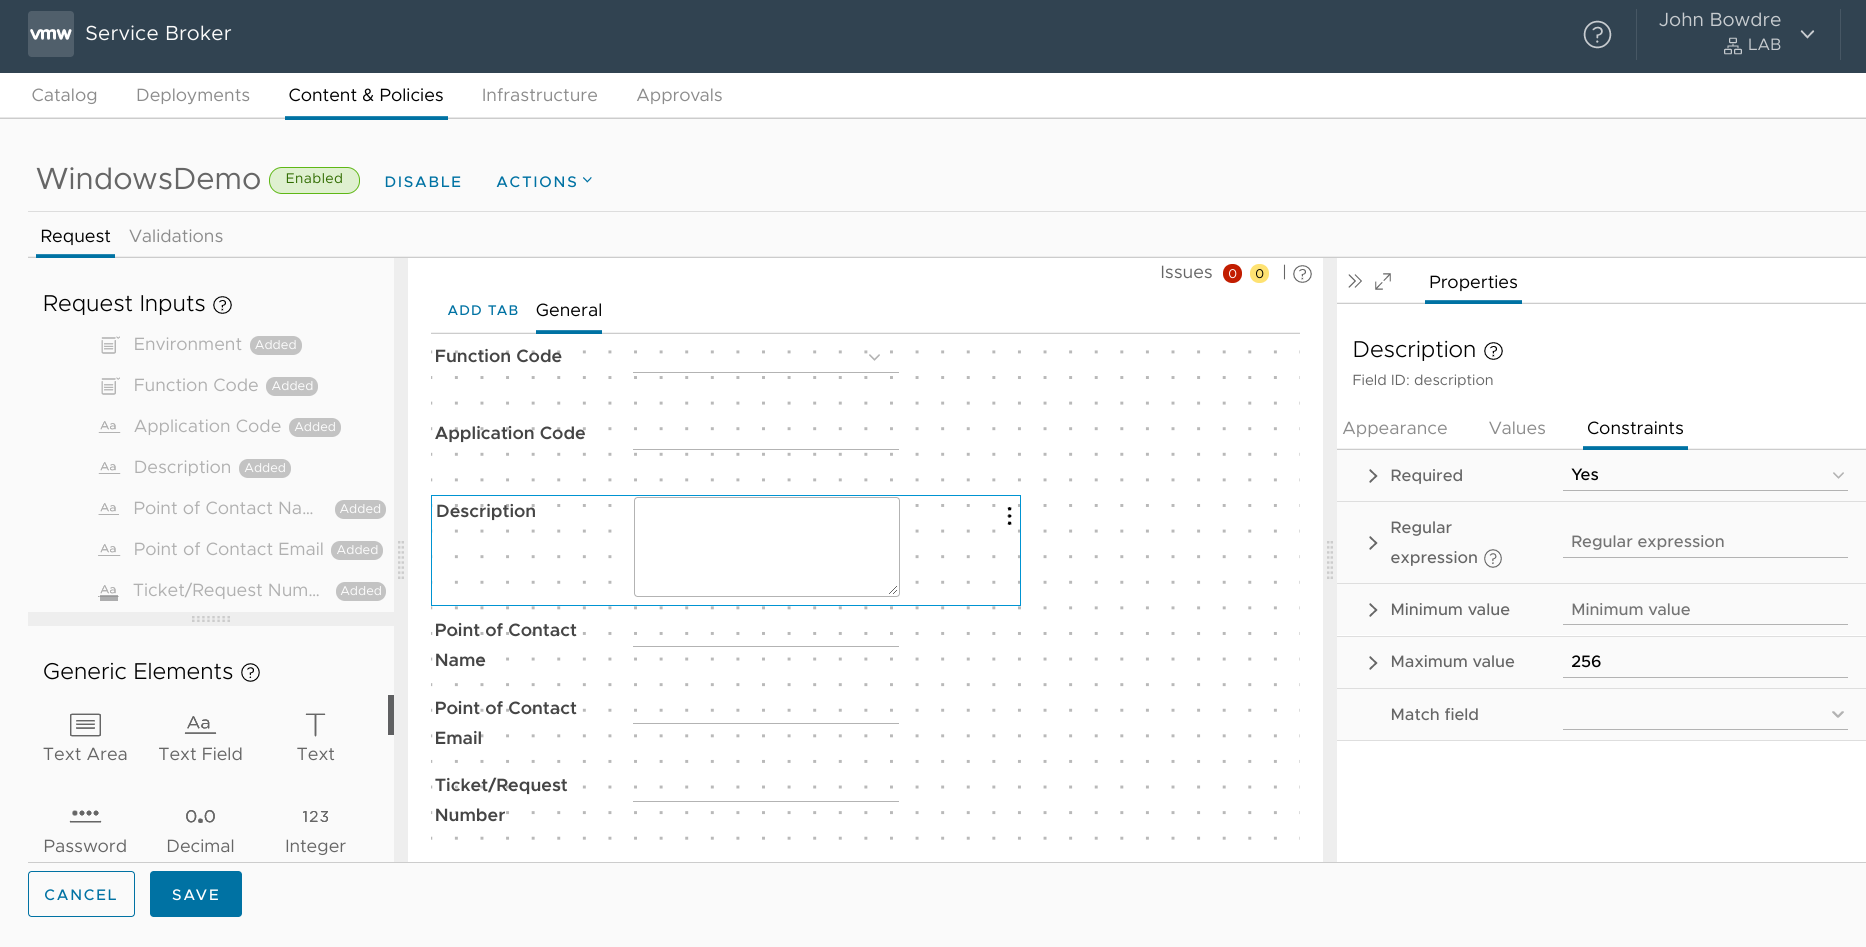 vmw Service Broker
John Bowdre
LAB
Catalog Deployments Content & Policies Infrastructure Approvals
WindowsDemo Enabled DISABLE ACTIONS
Request Validations
Request Inputs
Environment Added
Function Code Added
Application Code Added
Description Added
Point of Contact Na... Added
Point of Contact Email Added
Ticket/Request Num... Added
Generic Elements
Aa
Text Area Text Field Text
0.0 123
Password Decimal Integer
CANCEL SAVE
Issues 0 0
ADD TAB General
Function Code
Application Code
Description
Point of Contact
Name
Point of Contact
Email
Ticket/Request
Number
Properties
Description
Field ID: description
Appearance Values Constraints
Required Yes
Regular
expression Regular expression
Minimum value Minimum value
Maximum value 256
Match field